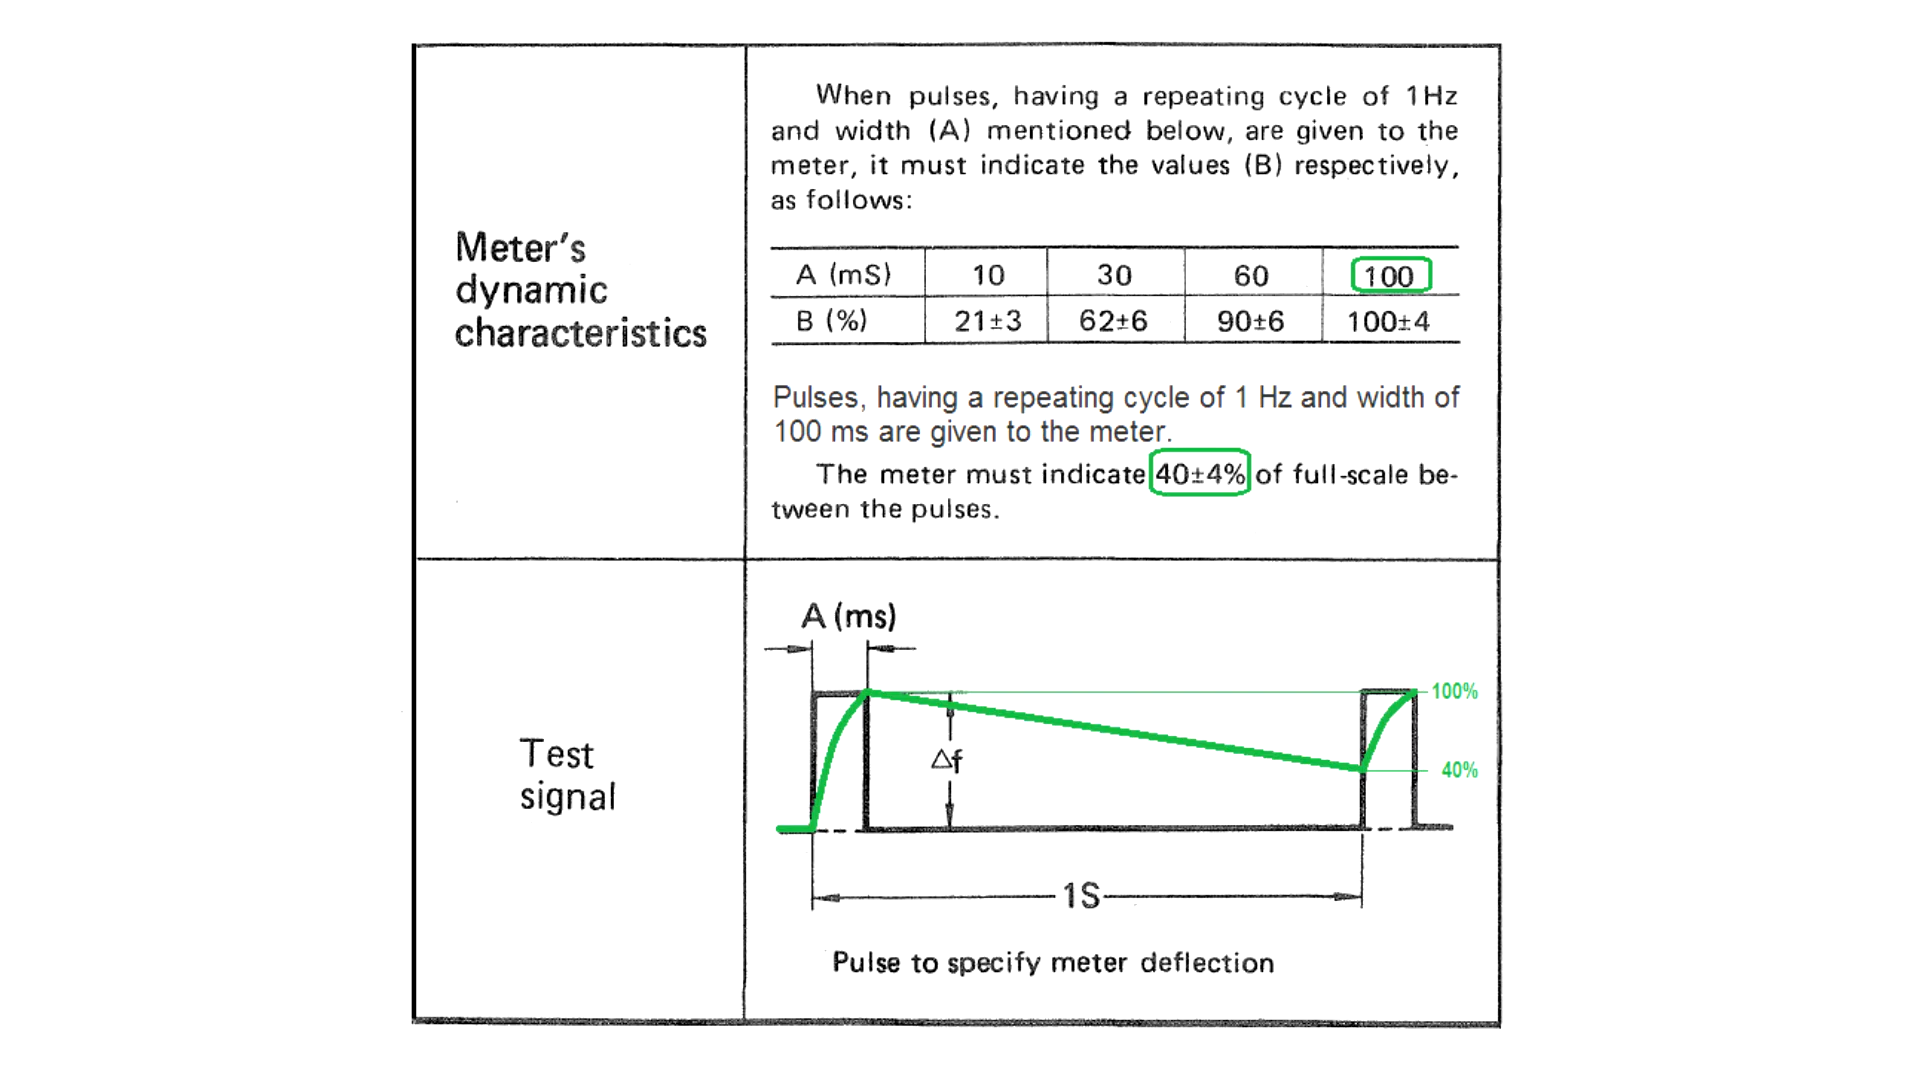 When pulses, having a repeating cycle of 1Hz
and width (A) mentioned below, are given to the
meter, it must indicate the values (B) respectively,
as follows:
Meter's
dynamic
characteristics
A (mS) 10 30 60 100
B (%) 21±3 62±6 90±6 100±4
Pulses, having a repeating cycle of 1 Hz and width of
100 ms are given to the meter.
The meter must indicate 40±4% of full-scale be-
tween the pulses.
Test
signal
A (ms)
100%
Δf
40%
1S
Pulse to specify meter deflection